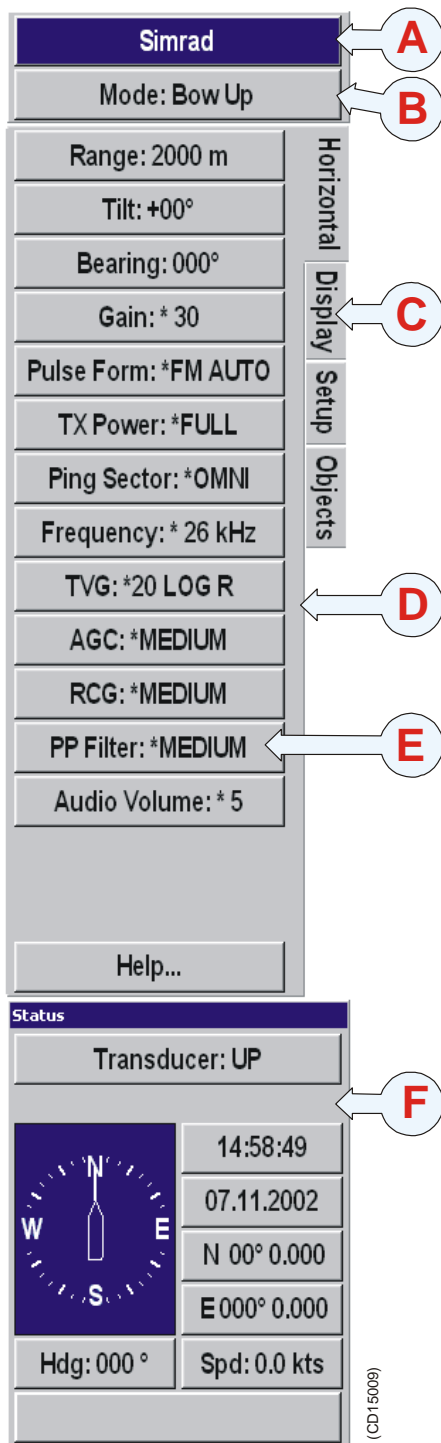 Simrad
A
Mode: Bow Up
B
Range: 2000 m
Tilt: +00°
Bearing: 000°
Gain: * 30
Pulse Form: *FM AUTO
TX Power: *FULL
Ping Sector: *OMNI
Frequency: * 26 kHz
TVG: *20 LOG R
AGC: *MEDIUM
RCG: *MEDIUM
PP Filter: *MEDIUM
Audio Volume: * 5
Help...
Horizontal
Display
Setup
Objects
C
D
E
Status
Transducer: UP
F
N
W
E
S
14:58:49
07.11.2002
N 00° 0.000
E 000° 0.000
Hdg: 000 °
Spd: 0.0 kts
(CD15009)